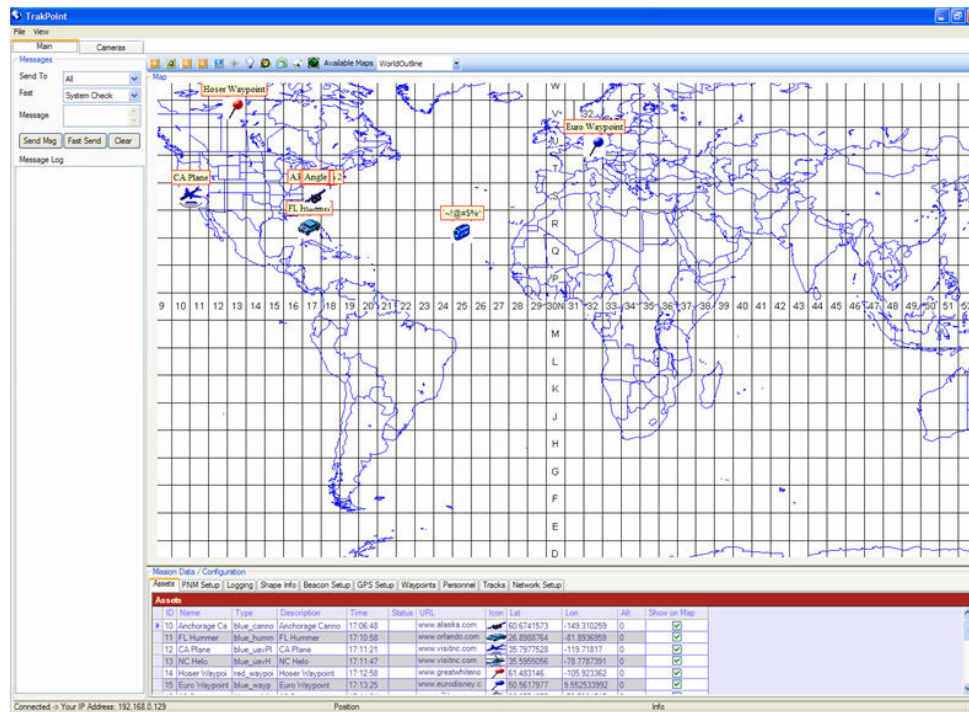 TrakPoint
File View
Main Cameras
Messages
Send To All
Fast System Check
Message
Send Msg Fast Send Clear
Message Log
Available Maps WorldOutline
Map
Hoser Waypoint
Euro Waypoint
CA Plane
Angle
FL Hummer
W
V
32
U
T
S
R
Q
P
9 10 11 12 13 14 15 16 17 18 19 20 21 22 23 24 25 26 27 28 29 30N 31 32 33 34 35 36 37 38 39 40 41 42 43 44 45 46 47 48 49 50 51
M
L
K
J
H
G
F
E
D
Mission Data / Configuration
Assets PNM Setup Logging Shape Info Beacon Setup GPS Setup Waypoints Personnel Tracks Network Setup
Assets
ID Name Type Description Time Status URL Icon Lat Lon Alt Show on Map
10 Anchorage Ca blue_canno Anchorage Canno 17:06:48 www.alaska.com 60.6741573 -149.310259 0
11 FL Hummer blue_humm FL Hummer 17:10:58 www.orlando.com 26.8988764 -81.8936959 0
12 CA Plane blue_uavPl CA Plane 17:11:21 www.visitnc.com 35.7977528 -119.71817 0
13 NC Helo blue_uavH NC Helo 17:11:47 www.visitnc.com 35.5955056 -78.7787391 0
14 Hoser Waypoi red_waypoi Hoser Waypoint 17:12:58 www.greatwhiteno 61.483146 -105.923362 0
15 Euro Waypoint blue_wayp Euro Waypoint 17:13:25 www.eurodisney.c 50.5617977 9.552533992 0
Connected -> Your IP Address: 192.168.0.129 Position Info